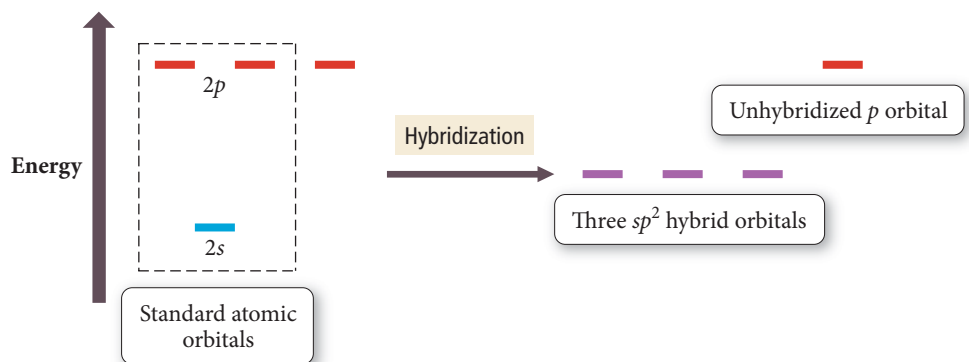 Energy
2p
2s
Standard atomic
orbitals
Hybridization
Three sp² hybrid orbitals
Unhybridized p orbital